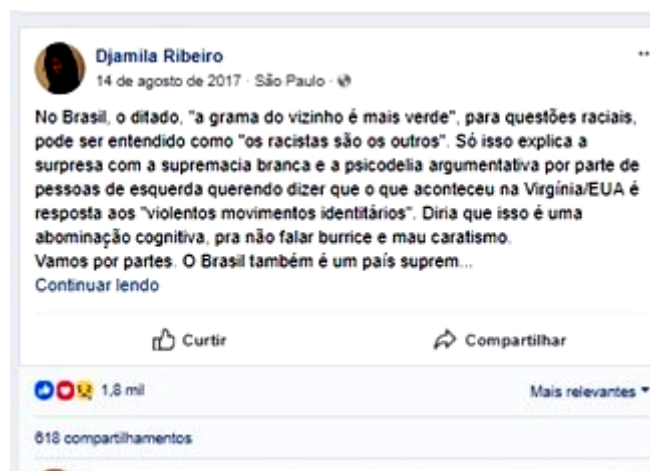 Djamila Ribeiro
14 de agosto de 2017 · São Paulo ·
No Brasil, o ditado, "a grama do vizinho é mais verde", para questões raciais,
pode ser entendido como "os racistas são os outros". Só isso explica a
surpresa com a supremacia branca e a psicodelia argumentativa por parte de
pessoas de esquerda querendo dizer que o que aconteceu na Virgínia/EUA é
resposta aos "violentos movimentos identitários". Diria que isso é uma
abominação cognitiva, pra não falar burrice e mau caratismo.
Vamos por partes. O Brasil também é um país suprem...
Continuar lendo
Curtir
Compartilhar
1,8 mil
Mais relevantes
618 compartilhamentos